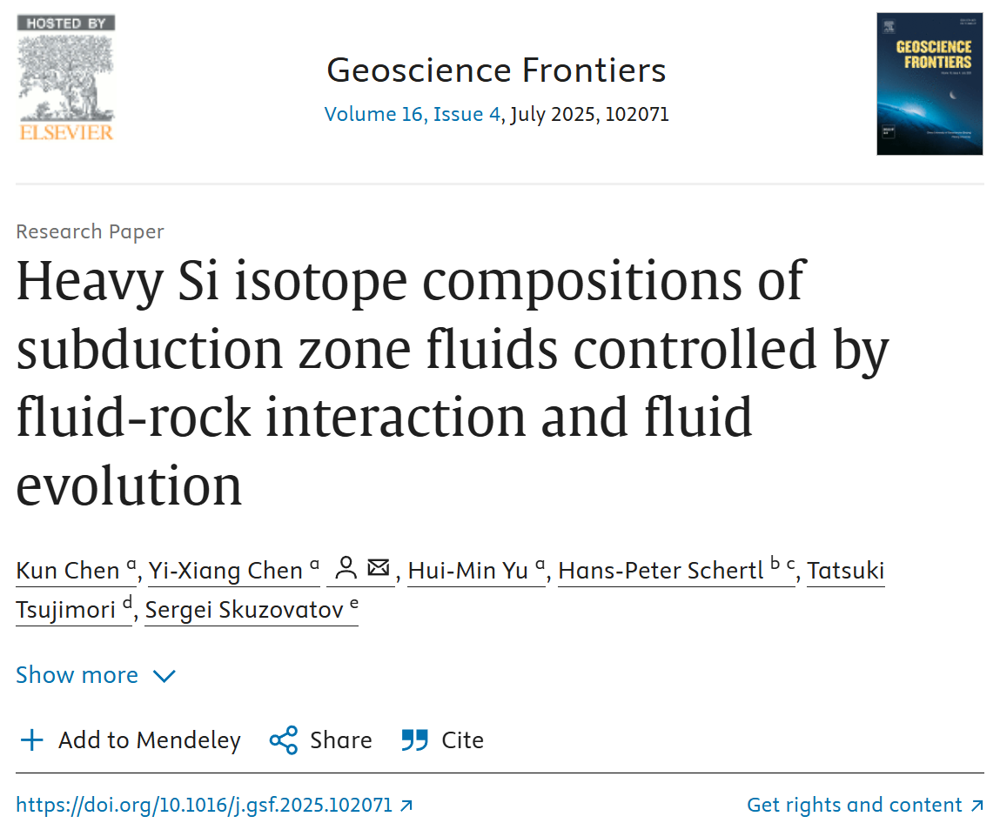 HOSTED BY
ELSEVIER
Geoscience Frontiers
Volume 16, Issue 4, July 2025, 102071
GEOSCIENCE
FRONTIERS
Research Paper
Heavy Si isotope compositions of
subduction zone fluids controlled by
fluid-rock interaction and fluid
evolution
Kun Chen a, Yi-Xiang Chen a, Hui-Min Yu a, Hans-Peter Schertl b c, Tatsuki
Tsujimori d, Sergei Skuzovatov e
Show more
Add to Mendeley Share Cite
https://doi.org/10.1016/j.gsf.2025.102071 Get rights and content